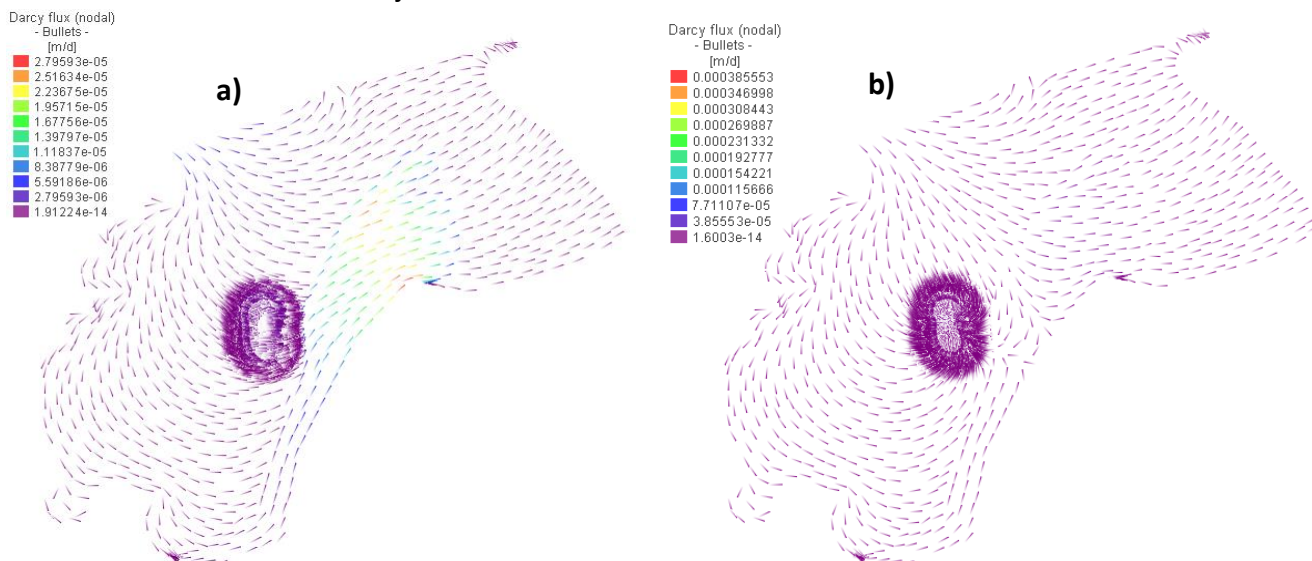 Darcy flux (nodal)
- Bullets -
[m/d]
2.79593e-05
2.51634e-05
2.23675e-05
1.95715e-05
1.67756e-05
1.39797e-05
1.11837e-05
8.38779e-06
5.59186e-06
2.79593e-06
1.91224e-14
a)
Darcy flux (nodal)
- Bullets -
[m/d]
0.000385553
0.000346998
0.000308443
0.000269887
0.000231332
0.000192777
0.000154221
0.000115666
7.71107e-05
3.85553e-05
1.6003e-14
b)